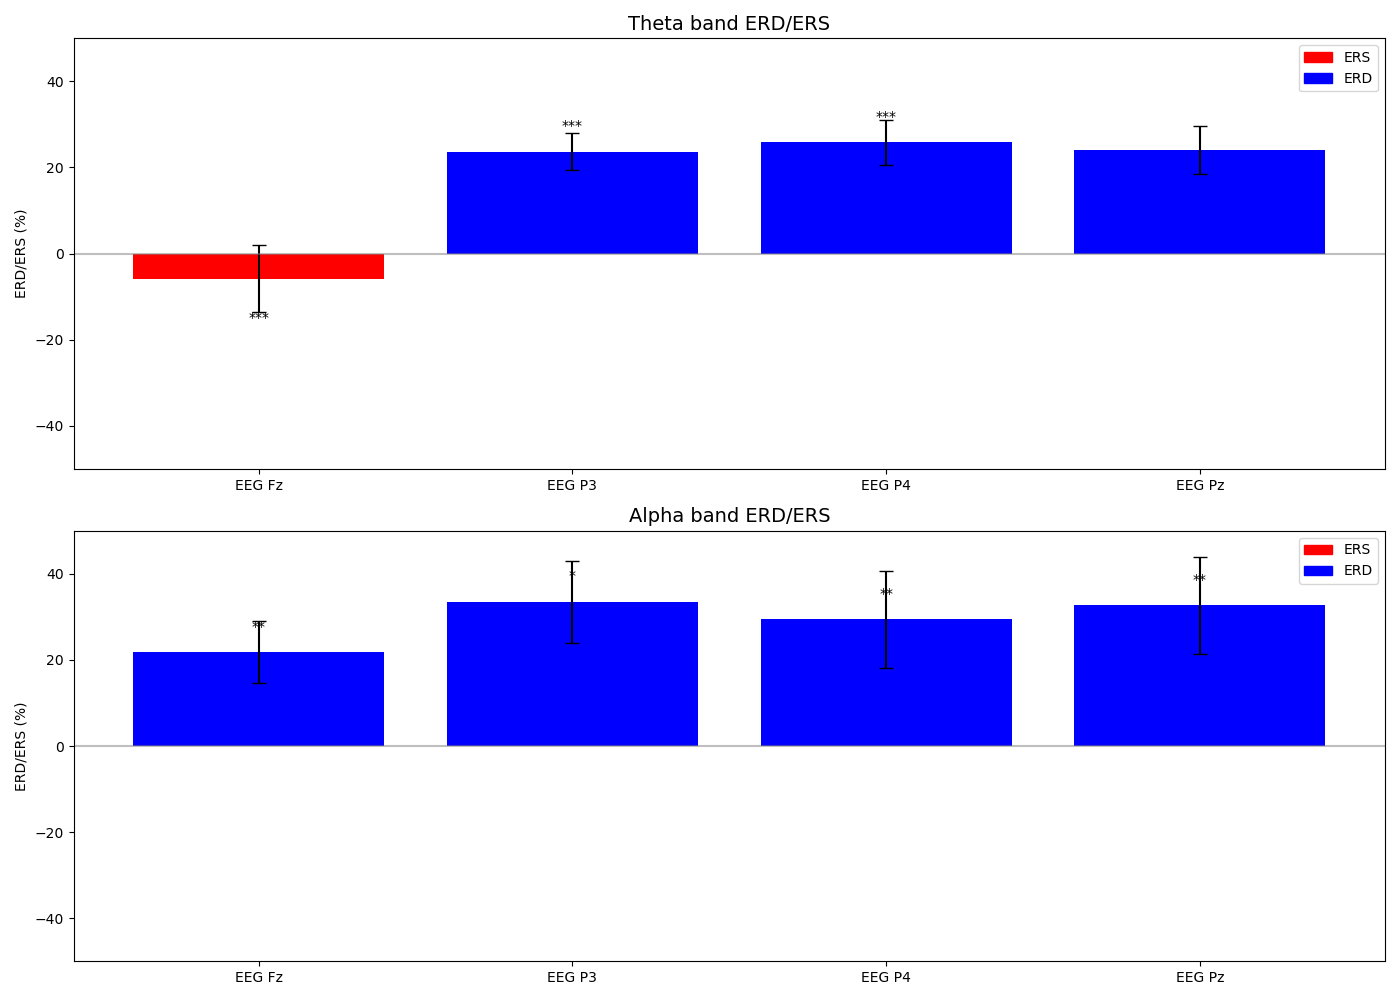 Theta band ERD/ERS
ERS
ERD
ERD/ERS (%)
40
20
0
−20
−40
***
***
***
EEG Fz
EEG P3
EEG P4
EEG Pz
Alpha band ERD/ERS
ERS
ERD
ERD/ERS (%)
40
20
0
−20
−40
**
*
**
**
EEG Fz
EEG P3
EEG P4
EEG Pz